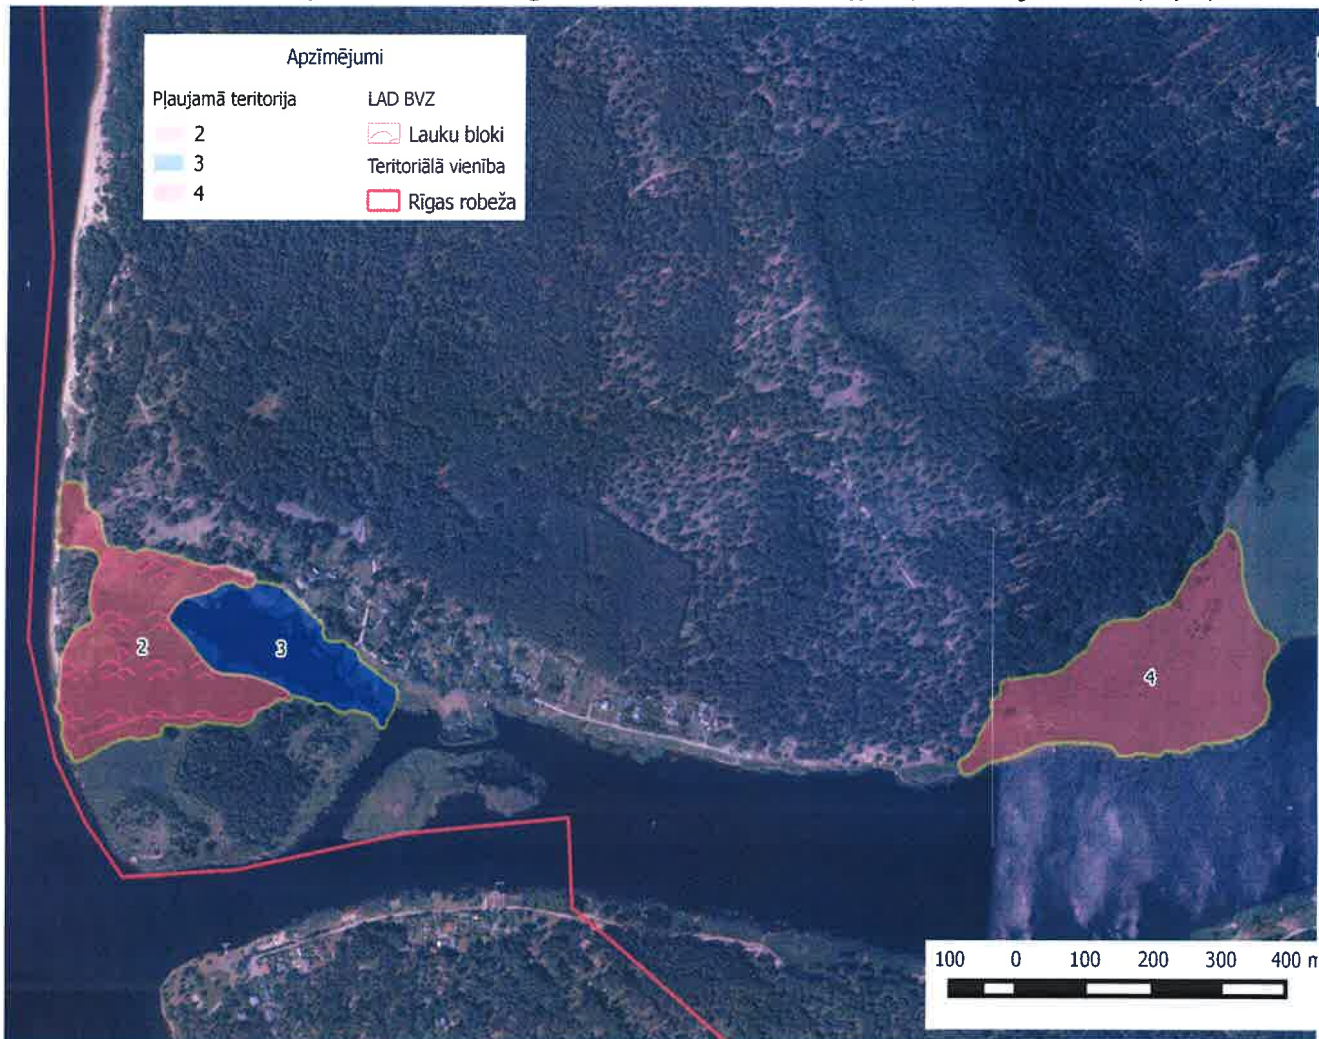 Apzīmējumi
Pļaujamā teritorija
2
3
4
LAD BVZ
Lauku bloki
Teritoriālā vienība
Rīgas robeža
2
3
4
100 0 100 200 300 400 m